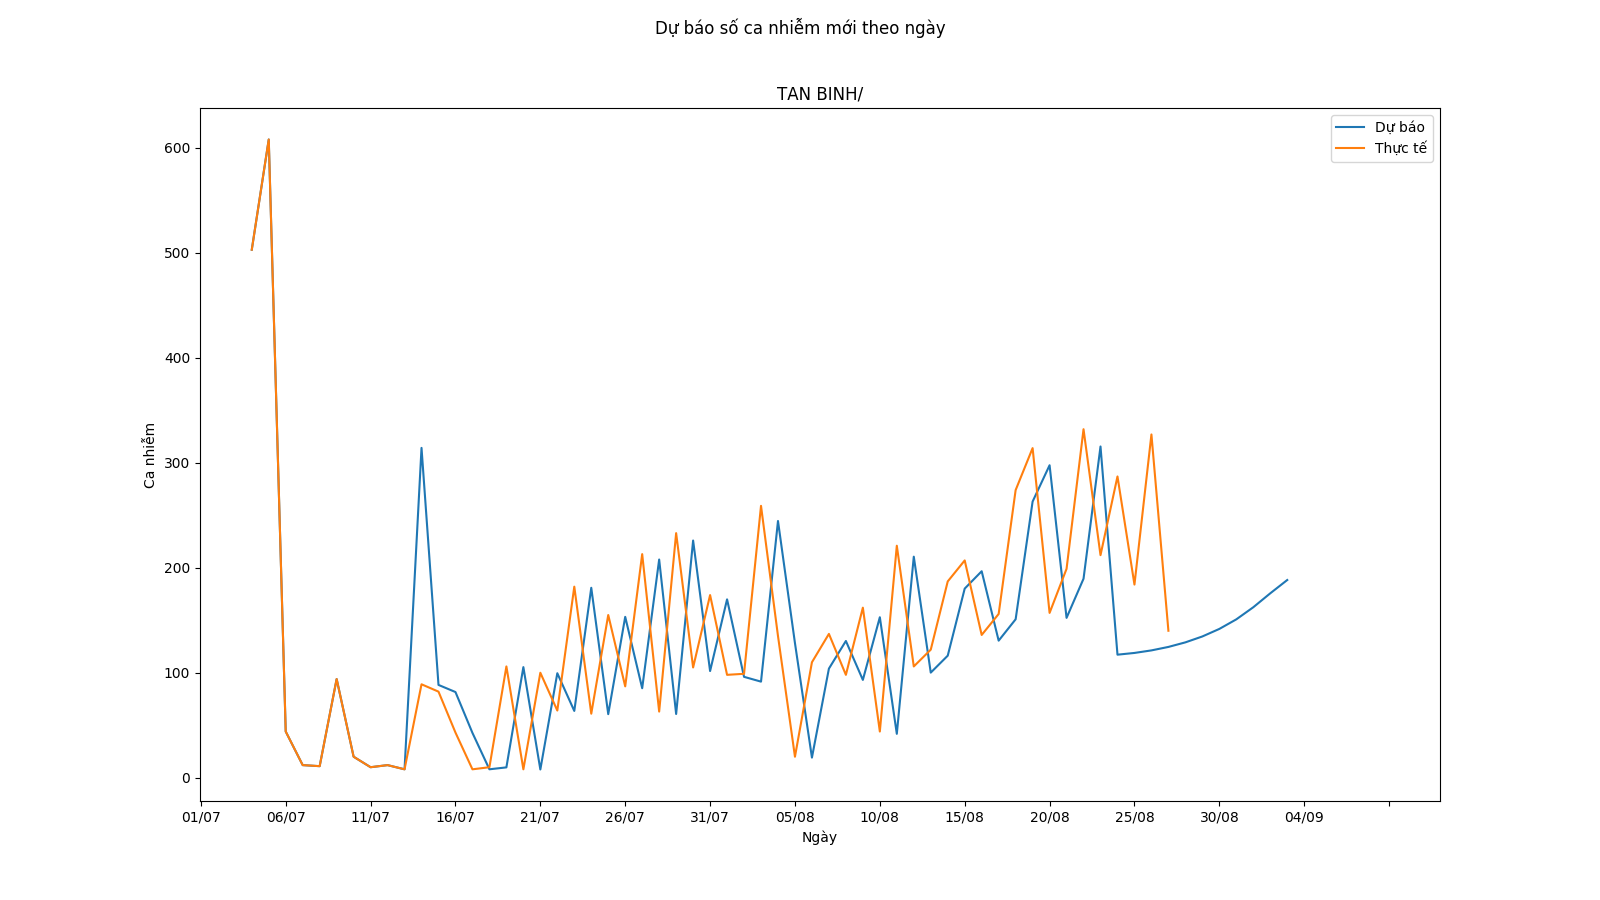 Dự báo số ca nhiễm mới theo ngày
TAN BINH/
Dự báo
Thực tế
600
500
400
300
200
100
0
Ca nhiễm
01/07 06/07 11/07 16/07 21/07 26/07 31/07 05/08 10/08 15/08 20/08 25/08 30/08 04/09
Ngày